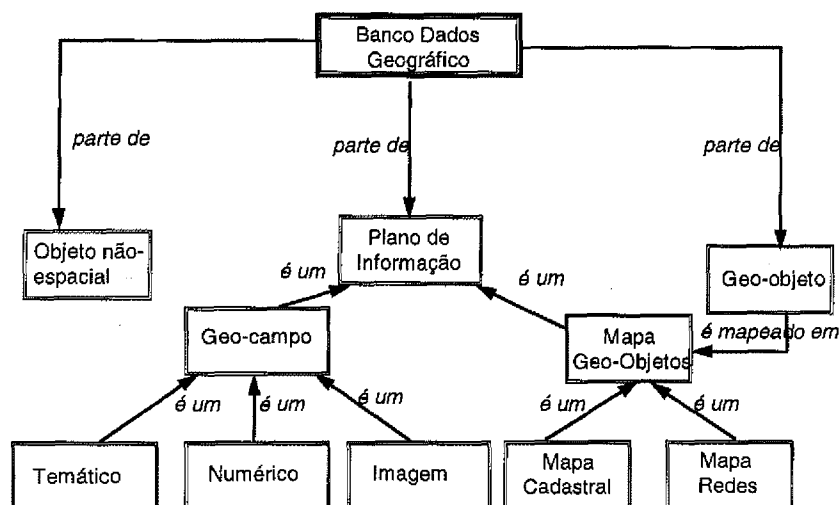 Banco Dados
Geográfico
parte de
parte de
parte de
Objeto não-
espacial
Plano de
Informação
Geo-objeto
é um
é um
é mapeado em
Geo-campo
Mapa
Geo-Objetos
é um
é um
é um
é um
é um
Temático
Numérico
Imagem
Mapa
Cadastral
Mapa
Redes